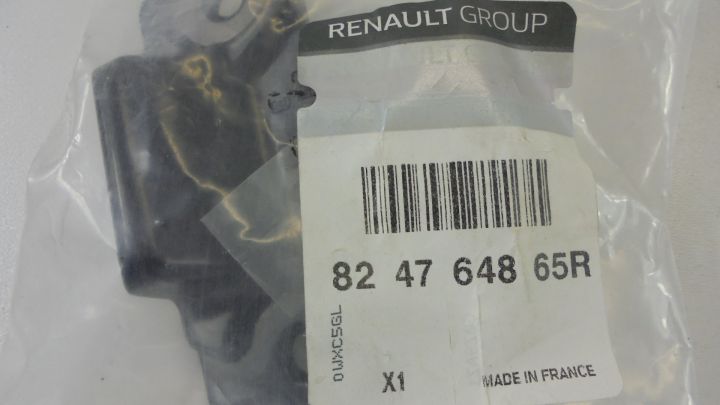 RENAULT GROUP
82 47 648 65R
0WXC5GL
X1
MADE IN FRANCE